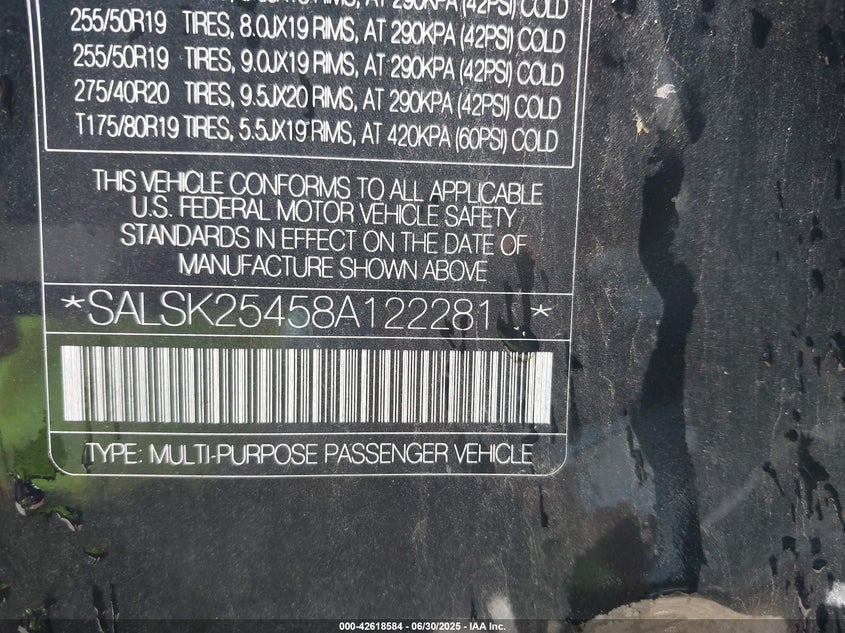 255/50R19 TIRES, 8.0JX19 RIMS, AT 290KPA (42PSI) COLD
255/50R19 TIRES, 9.0JX19 RIMS, AT 290KPA (42PSI) COLD
275/40R20 TIRES, 9.5JX20 RIMS, AT 290KPA (42PSI) COLD
T175/80R19 TIRES, 5.5JX19 RIMS, AT 420KPA (60PSI) COLD
THIS VEHICLE CONFORMS TO ALL APPLICABLE
U.S. FEDERAL MOTOR VEHICLE SAFETY
STANDARDS IN EFFECT ON THE DATE OF
MANUFACTURE SHOWN ABOVE
*SALSK25458A122281 *
TYPE: MULTI-PURPOSE PASSENGER VEHICLE
000-42618584 - 06/30/2025 - IAA Inc.